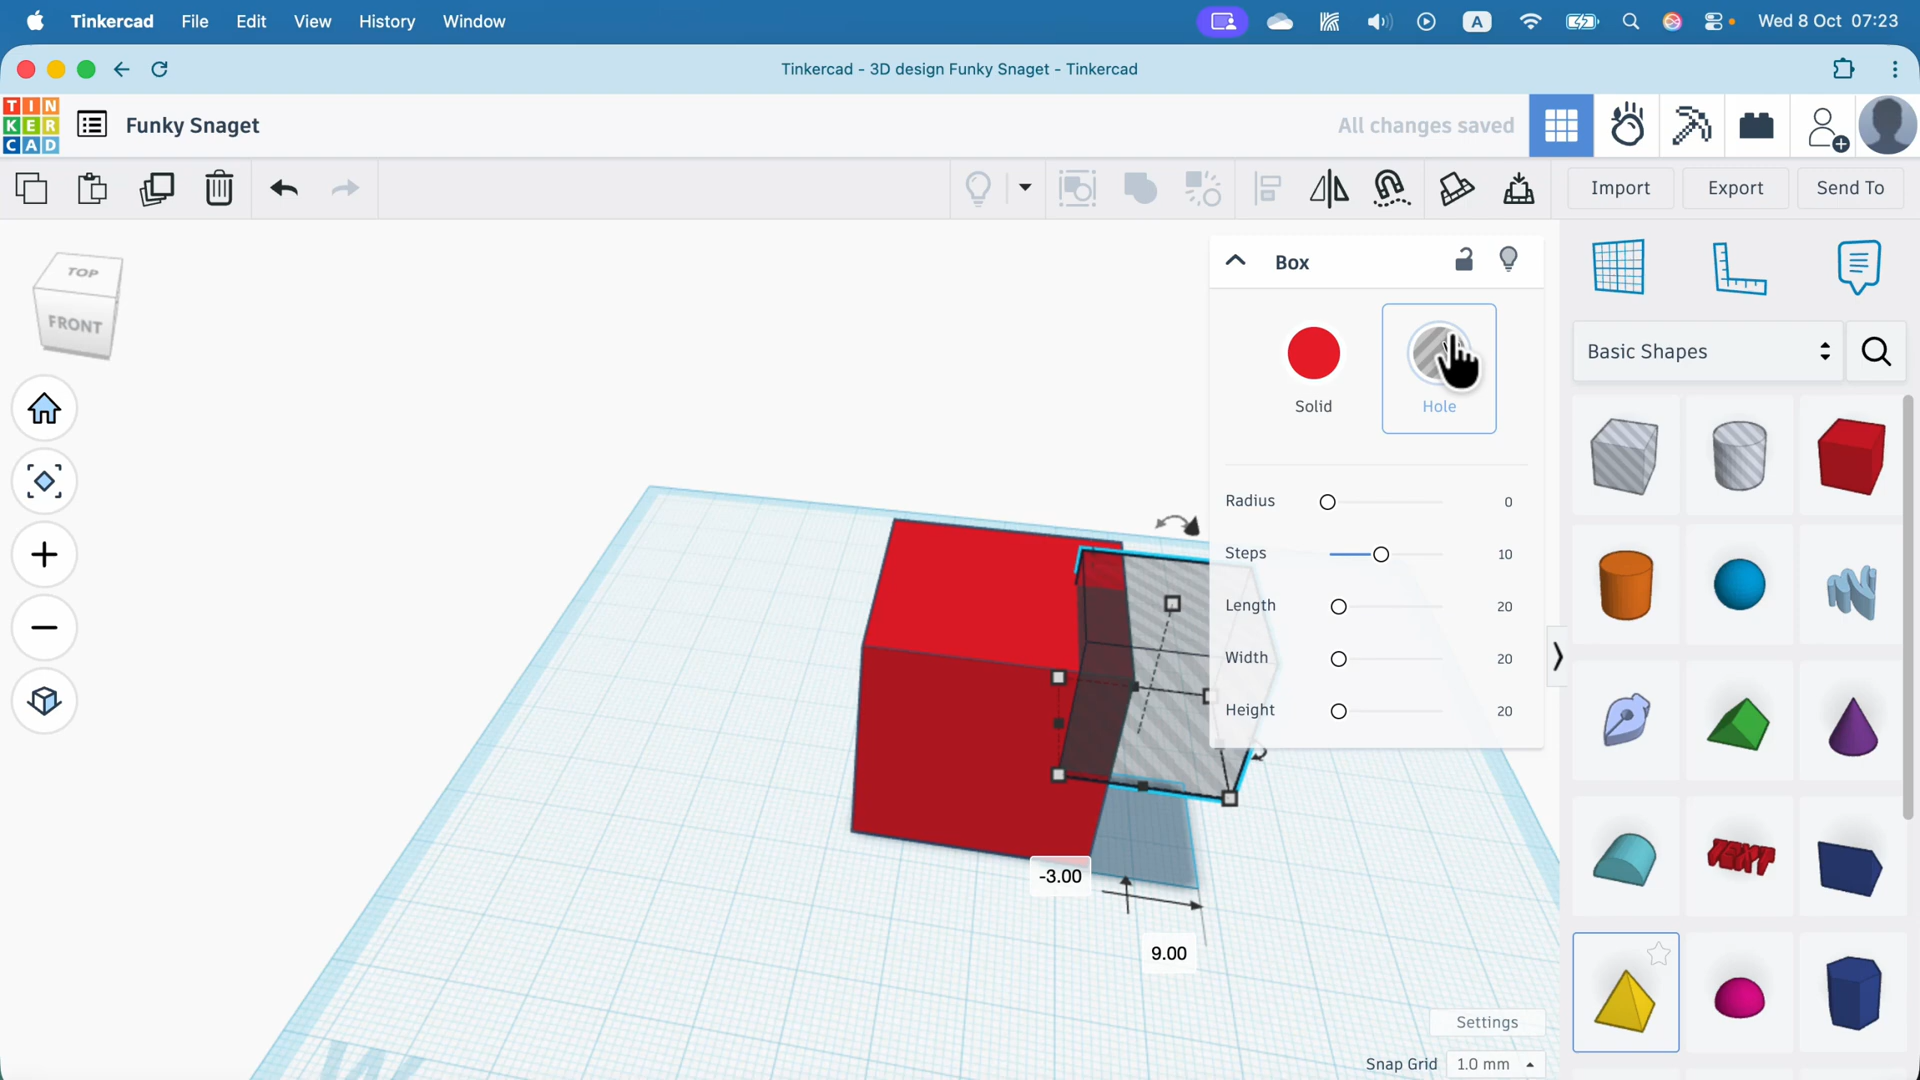 Tinkercad File Edit View History Window A Wed 8 Oct 07:23
Tinkercad - 3D design Funky Snaget - Tinkercad
TIN
KER
CAD
Funky Snaget
All changes saved
Import Export Send To
TOP
FRONT
Box
Solid
Hole
Radius 0
Steps 10
Length 20
Width 20
Height 20
Basic Shapes
TEXT
-3.00
9.00
Settings
Snap Grid 1.0 mm
W